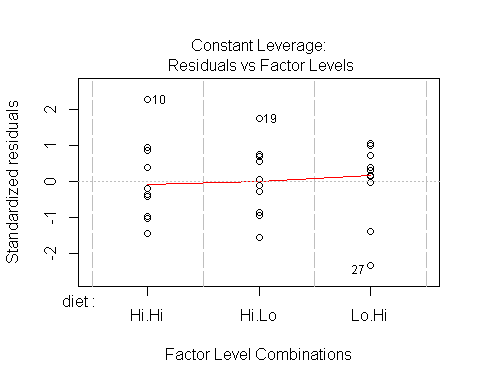 Constant Leverage:
Residuals vs Factor Levels
Standardized residuals
2
1
0
-1
-2
10
19
27
diet :
Hi.Hi Hi.Lo Lo.Hi
Factor Level Combinations